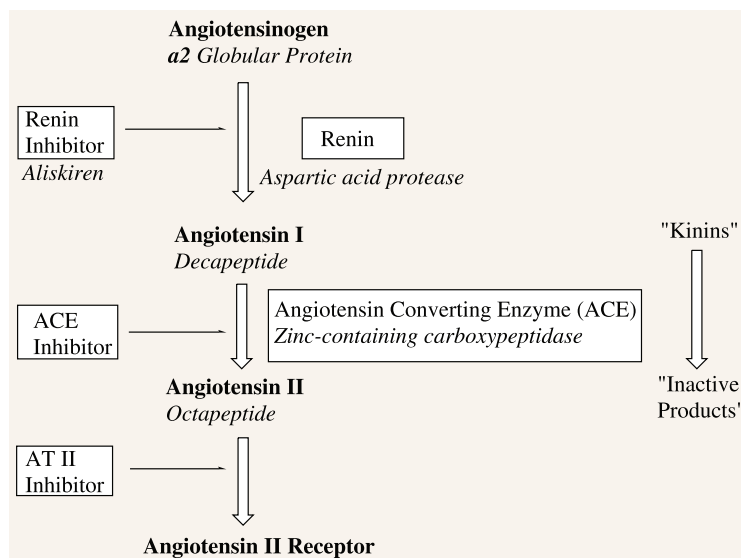 Angiotensinogen
a2 Globular Protein
Renin
Inhibitor
Aliskiren
Renin
Aspartic acid protease
Angiotensin I
Decapeptide
"Kinins"
ACE
Inhibitor
Angiotensin Converting Enzyme (ACE)
Zinc-containing carboxypeptidase
Angiotensin II
Octapeptide
"Inactive
Products"
AT II
Inhibitor
Angiotensin II Receptor